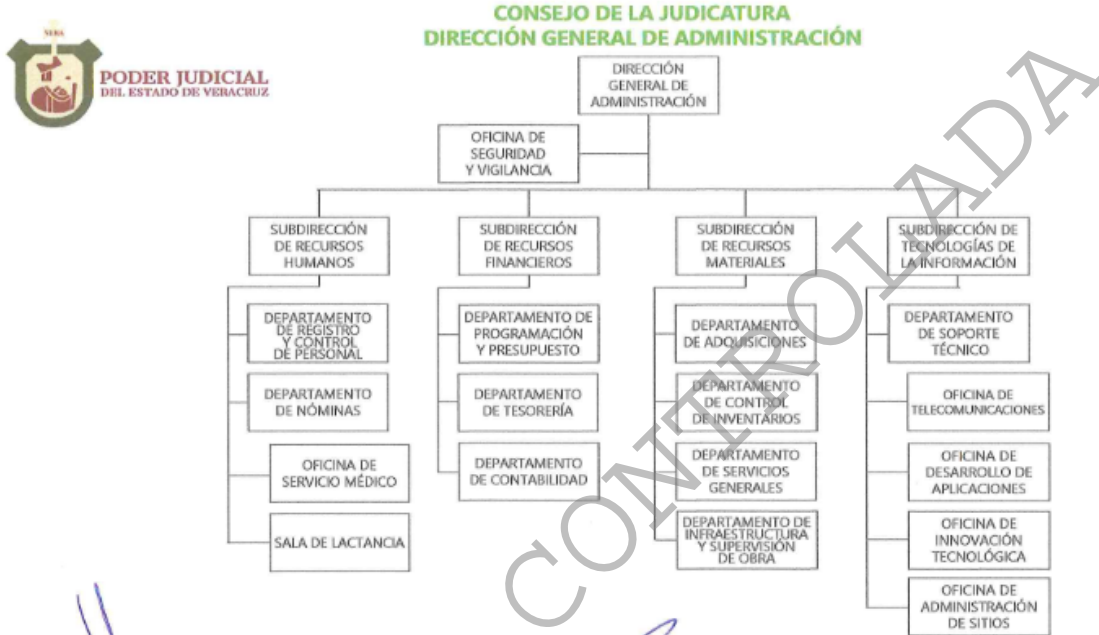 CONSEJO DE LA JUDICATURA
DIRECCIÓN GENERAL DE ADMINISTRACIÓN
PODER JUDICIAL
DEL ESTADO DE VERACRUZ
DIRECCIÓN
GENERAL DE
ADMINISTRACIÓN
OFICINA DE
SEGURIDAD
Y VIGILANCIA
SUBDIRECCIÓN
DE RECURSOS
HUMANOS
DEPARTAMENTO
DE REGISTRO
Y CONTROL
DE PERSONAL
DEPARTAMENTO
DE NÓMINAS
OFICINA DE
SERVICIO MÉDICO
SALA DE LACTANCIA
SUBDIRECCIÓN
DE RECURSOS
FINANCIEROS
DEPARTAMENTO DE
PROGRAMACIÓN
Y PRESUPUESTO
DEPARTAMENTO
DE TESORERÍA
DEPARTAMENTO
DE CONTABILIDAD
SUBDIRECCIÓN
DE RECURSOS
MATERIALES
DEPARTAMENTO
DE ADQUISICIONES
DEPARTAMENTO
DE CONTROL
DE INVENTARIOS
DEPARTAMENTO
DE SERVICIOS
GENERALES
DEPARTAMENTO DE
INFRAESTRUCTURA
Y SUPERVISIÓN
DE OBRA
SUBDIRECCIÓN DE
TECNOLOGÍAS DE
LA INFORMACIÓN
DEPARTAMENTO
DE SOPORTE
TÉCNICO
OFICINA DE
TELECOMUNICACIONES
OFICINA DE
DESARROLLO DE
APLICACIONES
OFICINA DE
INNOVACIÓN
TECNOLÓGICA
OFICINA DE
ADMINISTRACIÓN
DE SITIOS
CONTROLADA